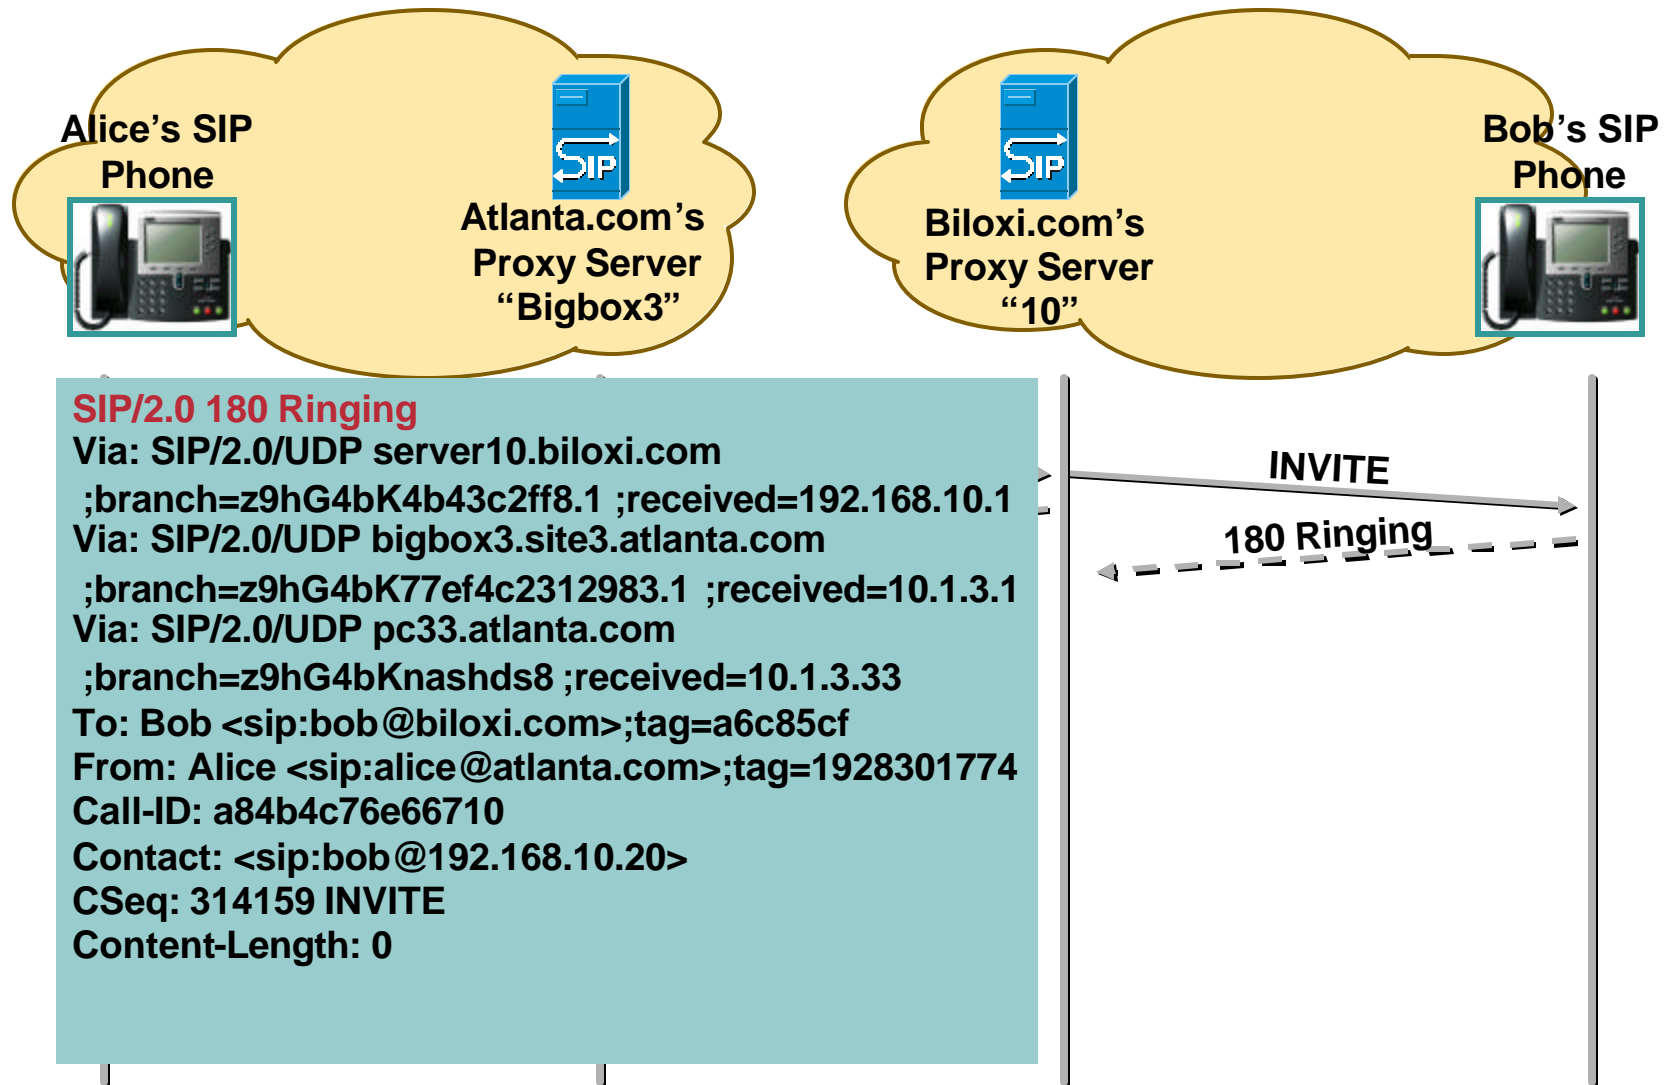 Alice’s SIP
Phone
SIP
Atlanta.com’s
Proxy Server
“Bigbox3”
SIP
Biloxi.com’s
Proxy Server
“10”
Bob’s SIP
Phone
SIP/2.0 180 Ringing
Via: SIP/2.0/UDP server10.biloxi.com
;branch=z9hG4bK4b43c2ff8.1 ;received=192.168.10.1
Via: SIP/2.0/UDP bigbox3.site3.atlanta.com
;branch=z9hG4bK77ef4c2312983.1 ;received=10.1.3.1
Via: SIP/2.0/UDP pc33.atlanta.com
;branch=z9hG4bKnashds8 ;received=10.1.3.33
To: Bob <sip:bob@biloxi.com>;tag=a6c85cf
From: Alice <sip:alice@atlanta.com>;tag=1928301774
Call-ID: a84b4c76e66710
Contact: <sip:bob@192.168.10.20>
CSeq: 314159 INVITE
Content-Length: 0
INVITE
180 Ringing